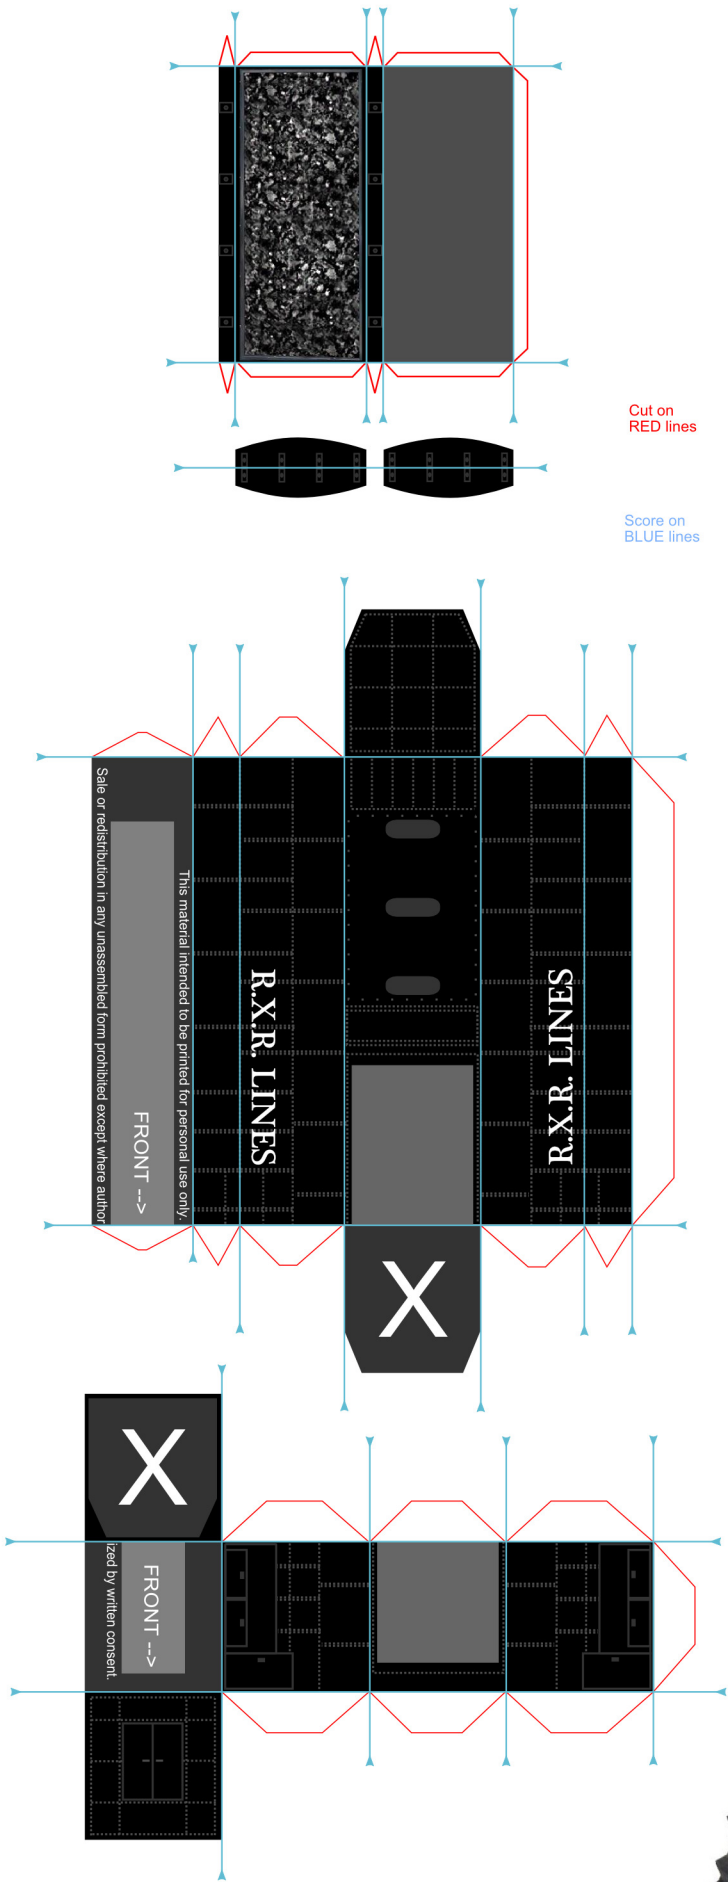 Cut on
RED lines
Score on
BLUE lines
Sale or redistribution in any unassembled form prohibited except where author
This material intended to be printed for personal use only.
FRONT -->
R.X.R. LINES
R.X.R. LINES
X
X
FRONT -->
ized by written consent.